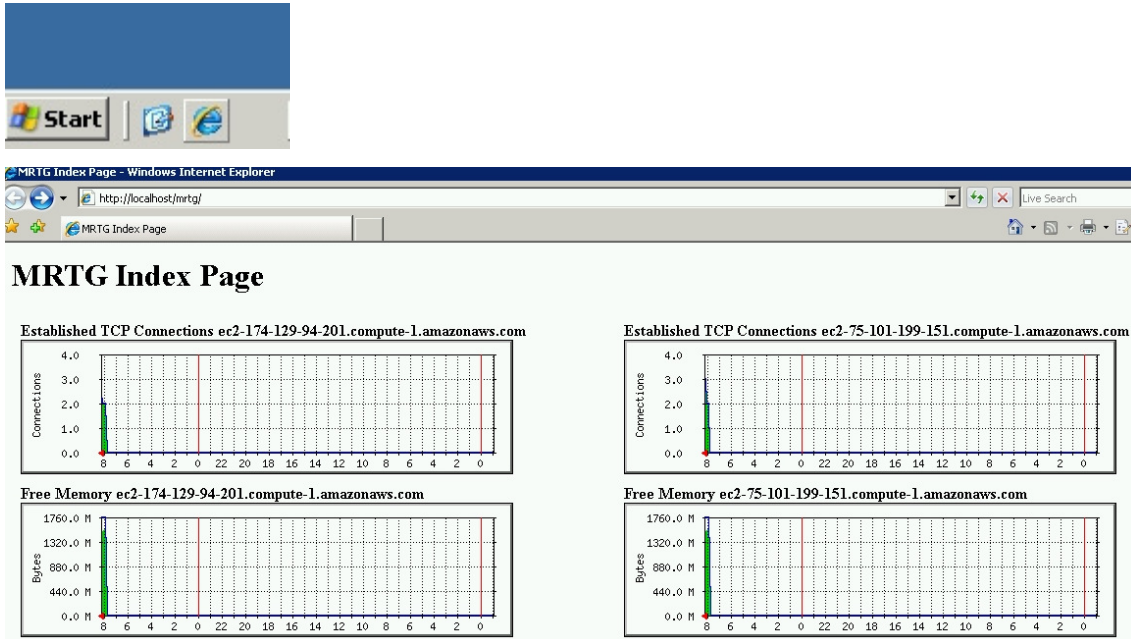 Start
MRTG Index Page - Windows Internet Explorer
http://localhost/mrtg/
Live Search
MRTG Index Page
MRTG Index Page
Established TCP Connections ec2-174-129-94-201.compute-1.amazonaws.com
Connections
4.0
3.0
2.0
1.0
0.0
8 6 4 2 0 22 20 18 16 14 12 10 8 6 4 2 0
Established TCP Connections ec2-75-101-199-151.compute-1.amazonaws.com
Connections
4.0
3.0
2.0
1.0
0.0
8 6 4 2 0 22 20 18 16 14 12 10 8 6 4 2 0
Free Memory ec2-174-129-94-201.compute-1.amazonaws.com
Bytes
1760.0 M
1320.0 M
880.0 M
440.0 M
0.0 M
8 6 4 2 0 22 20 18 16 14 12 10 8 6 4 2 0
Free Memory ec2-75-101-199-151.compute-1.amazonaws.com
Bytes
1760.0 M
1320.0 M
880.0 M
440.0 M
0.0 M
8 6 4 2 0 22 20 18 16 14 12 10 8 6 4 2 0